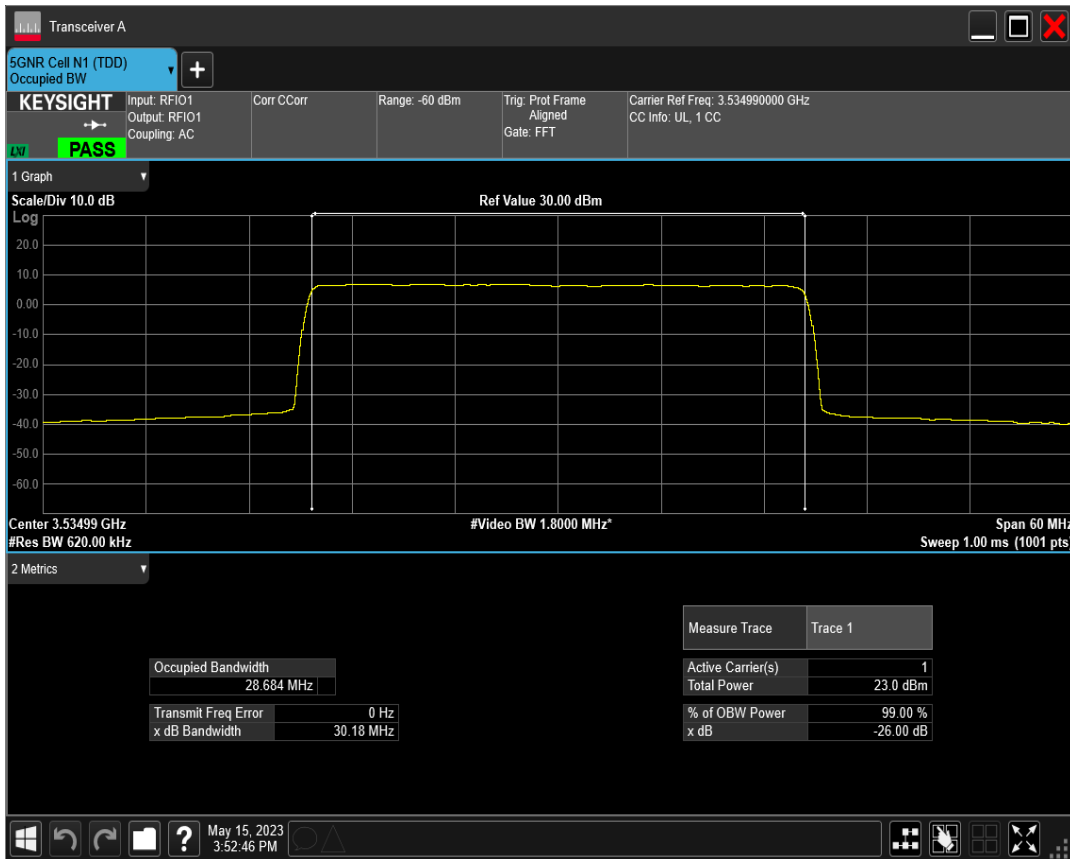 Transceiver A
5GNR Cell N1 (TDD)
Occupied BW
+
KEYSIGHT
LXI
PASS
Input: RFIO1
Output: RFIO1
Coupling: AC
Corr CCorr
Range: -60 dBm
Trig: Prot Frame
Aligned
Gate: FFT
Carrier Ref Freq: 3.534990000 GHz
CC Info: UL, 1 CC
1 Graph
Scale/Div 10.0 dB
Ref Value 30.00 dBm
Log
20.0
10.0
0.00
-10.0
-20.0
-30.0
-40.0
-50.0
-60.0
Center 3.53499 GHz
#Video BW 1.8000 MHz*
Span 60 MHz
#Res BW 620.00 kHz
Sweep 1.00 ms (1001 pts)
2 Metrics
Measure Trace Trace 1
Occupied Bandwidth
28.684 MHz
Active Carrier(s) 1
Total Power 23.0 dBm
Transmit Freq Error 0 Hz
x dB Bandwidth 30.18 MHz
% of OBW Power 99.00 %
x dB -26.00 dB
?
May 15, 2023
3:52:46 PM